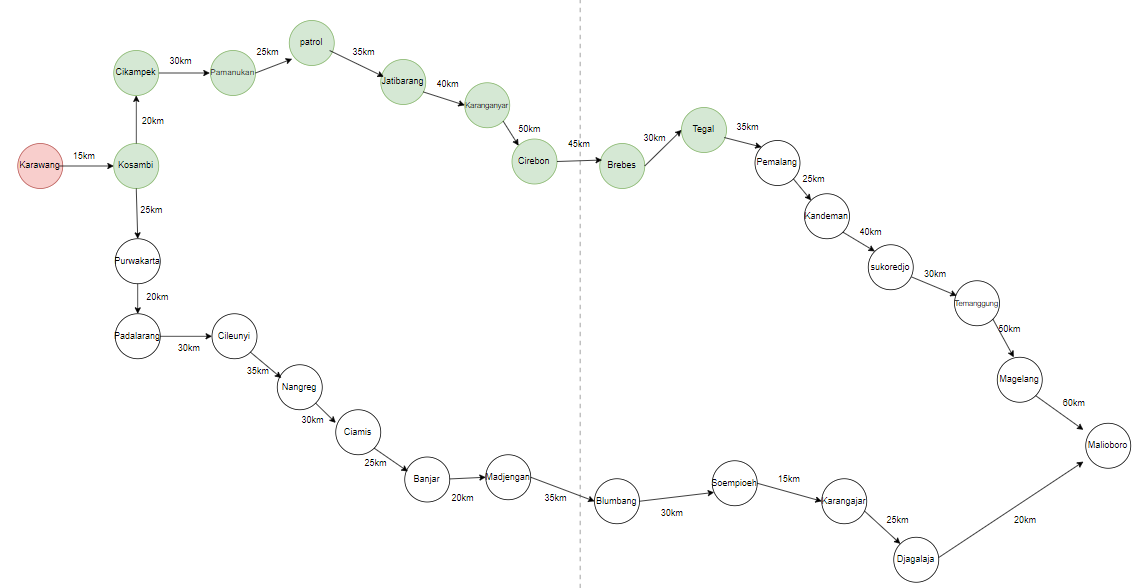 patrol
25km
35km
30km
Cikampek
Pamanukan
Jatibarang
40km
Karanganyar
20km
50km
Tegal
35km
45km
30km
15km
Karawang
Kosambi
Cirebon
Brebes
Pemalang
25km
25km
Kandeman
40km
Purwakarta
sukoredjo
30km
20km
Temanggung
50km
Padalarang
Cileunyi
30km
35km
Nangreg
Magelang
60km
30km
Ciamis
Malioboro
25km
Banjar
20km
Madjengan
35km
Blumbang
30km
Soempioeh
15km
Karangajar
25km
20km
Djagalaja